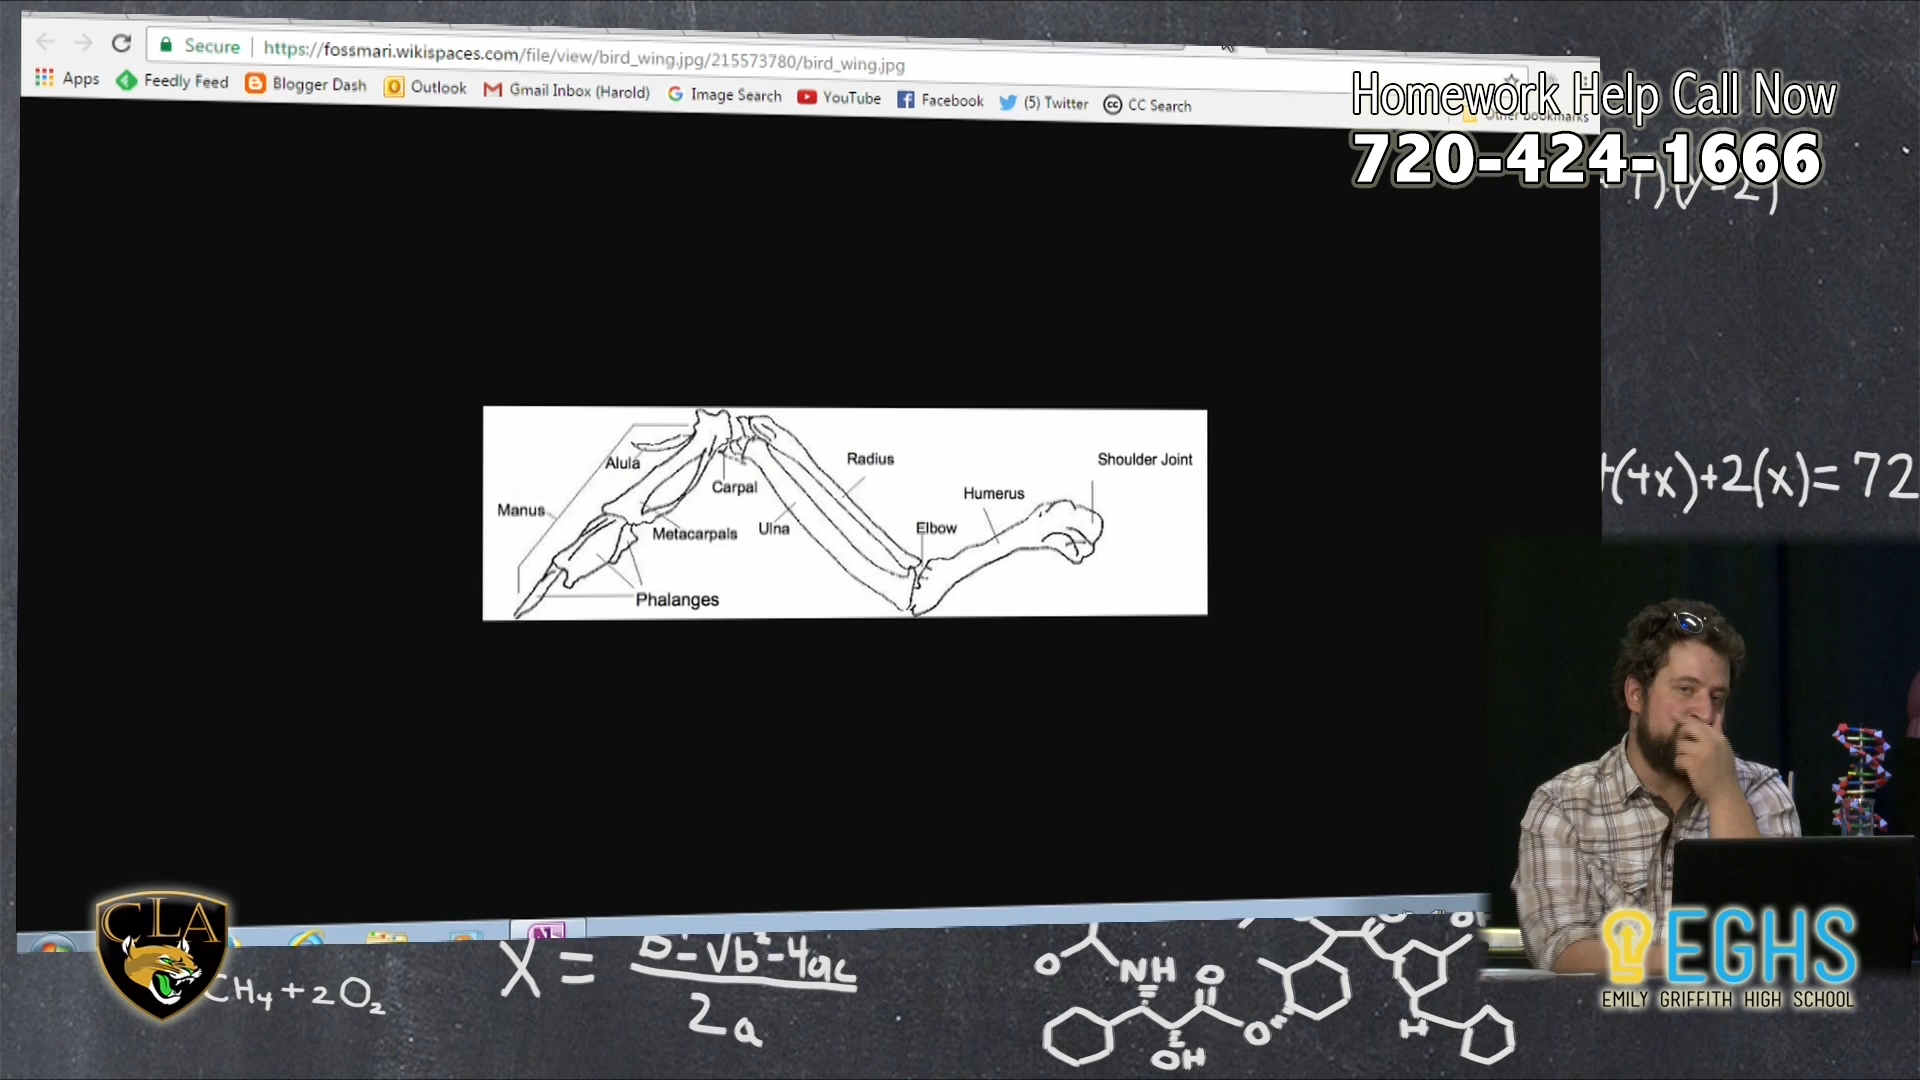 Secure https://fossmari.wikispaces.com/file/view/bird_wing.jpg/215573780/bird_wing.jpg
Apps Feedly Feed Blogger Dash Outlook Gmail Inbox (Harold) Image Search YouTube Facebook (5) Twitter CC Search
Other bookmarks
Homework Help Call Now
720-424-1666
(4x)+2(x)=72
Alula
Radius
Shoulder Joint
Carpal
Humerus
Manus
Metacarpals
Ulna
Elbow
Phalanges
CLA
CH4+2O2
X = b±√b²-4ac
2a
O
NH
O
O
OH
H
EGHS
EMILY GRIFFITH HIGH SCHOOL